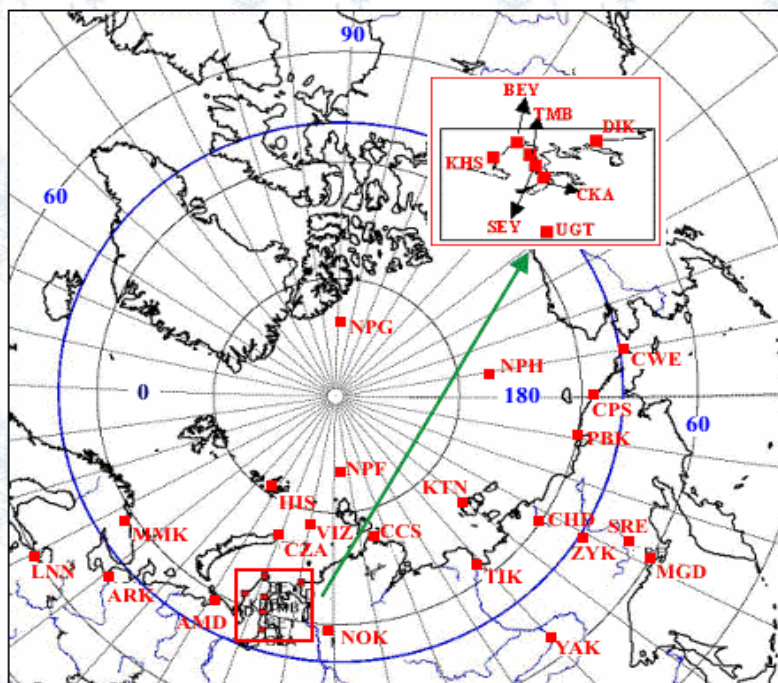 90
BEY
TMB
DIK
KHS
CKA
SEY
UGT
60
NPG
NPH
CWE
0
180
CPS
60
PBK
NPF
HIS
KTN
MMK
VIZ
CCS
CHD
SRE
CZA
ZYK
LNN
TIK
MGD
ARK
AMD
TMB
NOK
YAK